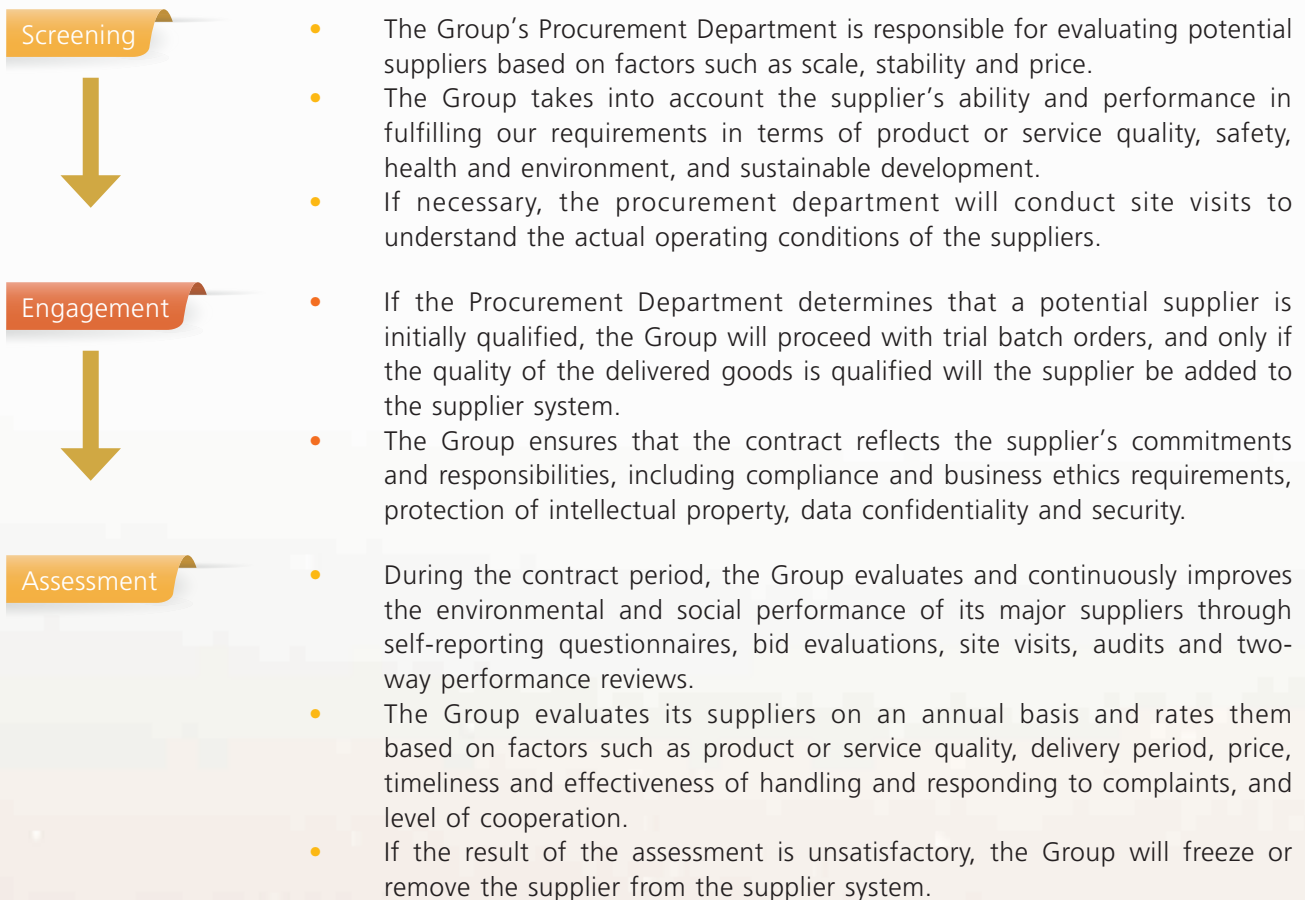 Screening
• The Group’s Procurement Department is responsible for evaluating potential
suppliers based on factors such as scale, stability and price.
• The Group takes into account the supplier’s ability and performance in
fulfilling our requirements in terms of product or service quality, safety,
health and environment, and sustainable development.
• If necessary, the procurement department will conduct site visits to
understand the actual operating conditions of the suppliers.
Engagement
• If the Procurement Department determines that a potential supplier is
initially qualified, the Group will proceed with trial batch orders, and only if
the quality of the delivered goods is qualified will the supplier be added to
the supplier system.
• The Group ensures that the contract reflects the supplier’s commitments
and responsibilities, including compliance and business ethics requirements,
protection of intellectual property, data confidentiality and security.
Assessment
• During the contract period, the Group evaluates and continuously improves
the environmental and social performance of its major suppliers through
self-reporting questionnaires, bid evaluations, site visits, audits and two-
way performance reviews.
• The Group evaluates its suppliers on an annual basis and rates them
based on factors such as product or service quality, delivery period, price,
timeliness and effectiveness of handling and responding to complaints, and
level of cooperation.
• If the result of the assessment is unsatisfactory, the Group will freeze or
remove the supplier from the supplier system.